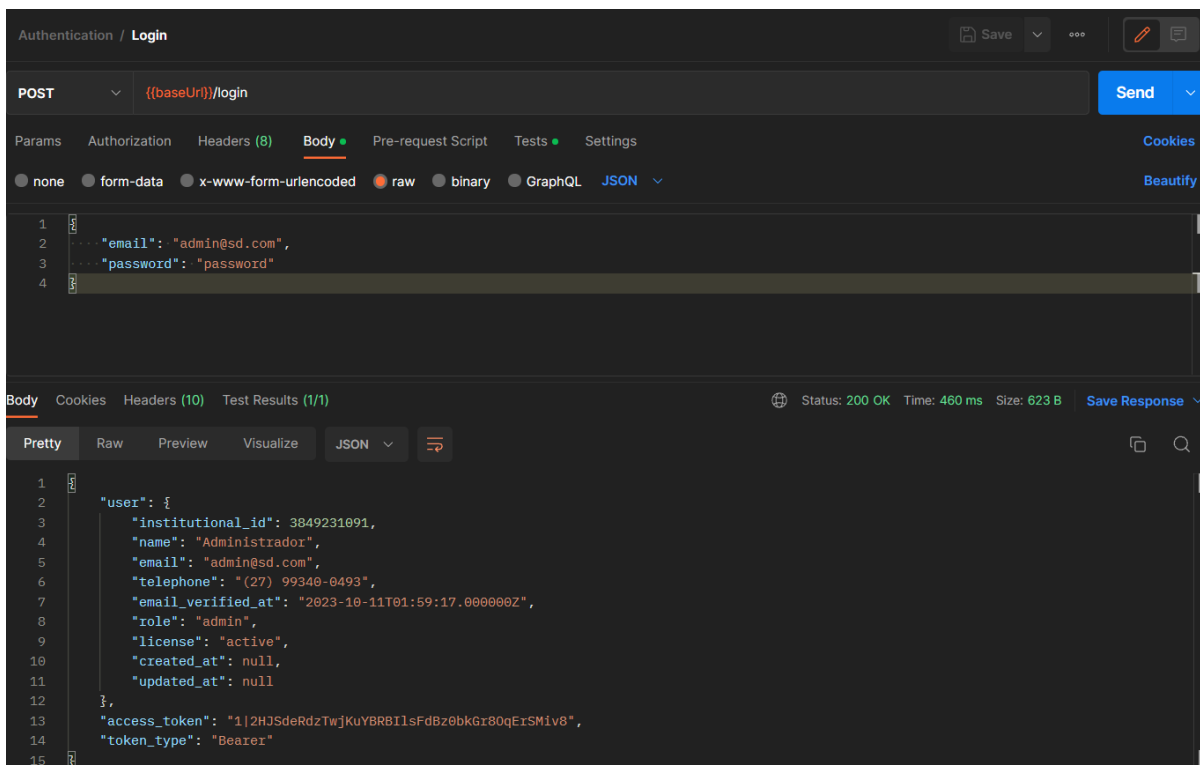 Authentication / Login
Save
POST
{{baseUrl}}/login
Send
Params Authorization Headers (8) Body Pre-request Script Tests Settings Cookies
none form-data x-www-form-urlencoded raw binary GraphQL JSON Beautify
1 {
2 ····"email":·"admin@sd.com",
3 ····"password":·"password"
4 }
Body Cookies Headers (10) Test Results (1/1) Status: 200 OK Time: 460 ms Size: 623 B Save Response
Pretty Raw Preview Visualize JSON
1 {
2 "user": {
3 "institutional_id": 3849231091,
4 "name": "Administrador",
5 "email": "admin@sd.com",
6 "telephone": "(27) 99340-0493",
7 "email_verified_at": "2023-10-11T01:59:17.000000Z",
8 "role": "admin",
9 "license": "active",
10 "created_at": null,
11 "updated_at": null
12 },
13 "access_token": "1|2HJSdeRdzTwjKuYBRBIlsFdBz0bkGr8OqErSMiv8",
14 "token_type": "Bearer"
15 }